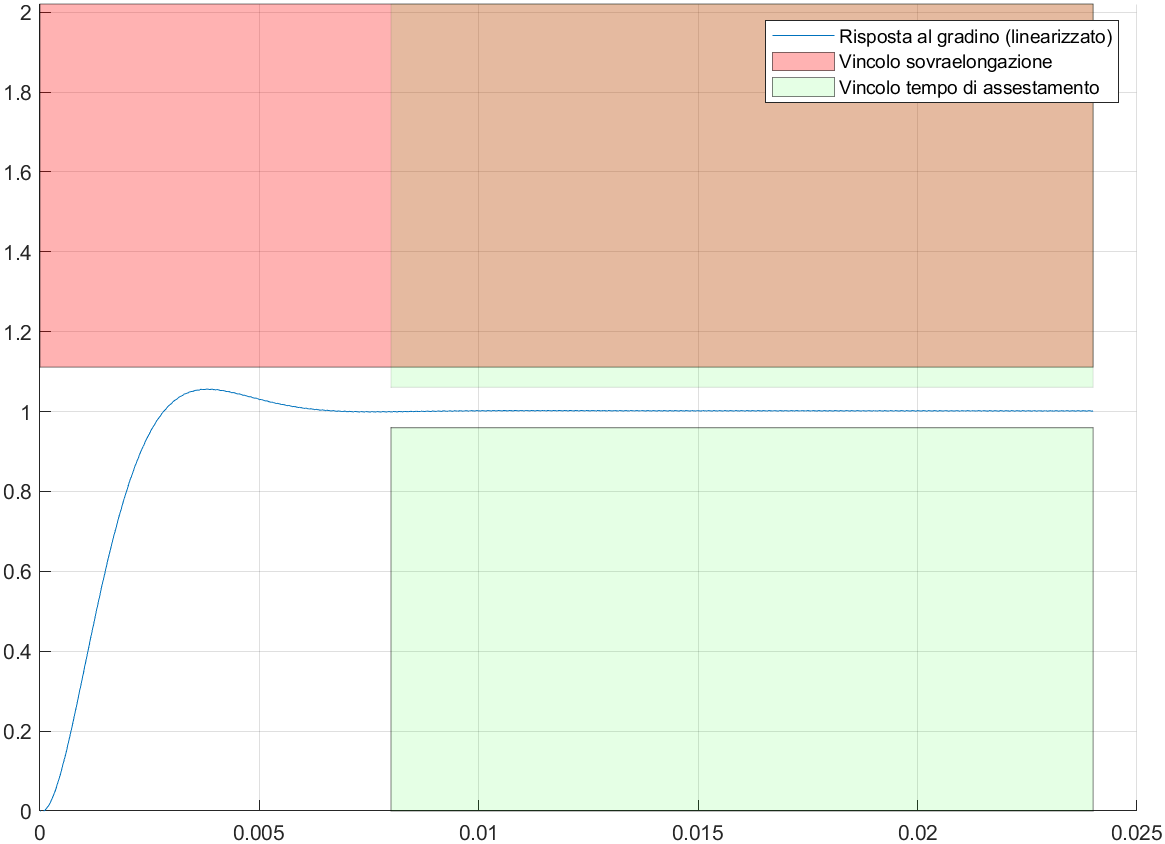 Risposta al gradino (linearizzato)
Vincolo sovraelongazione
Vincolo tempo di assestamento
2
1.8
1.6
1.4
1.2
1
0.8
0.6
0.4
0.2
0
0 0.005 0.01 0.015 0.02 0.025